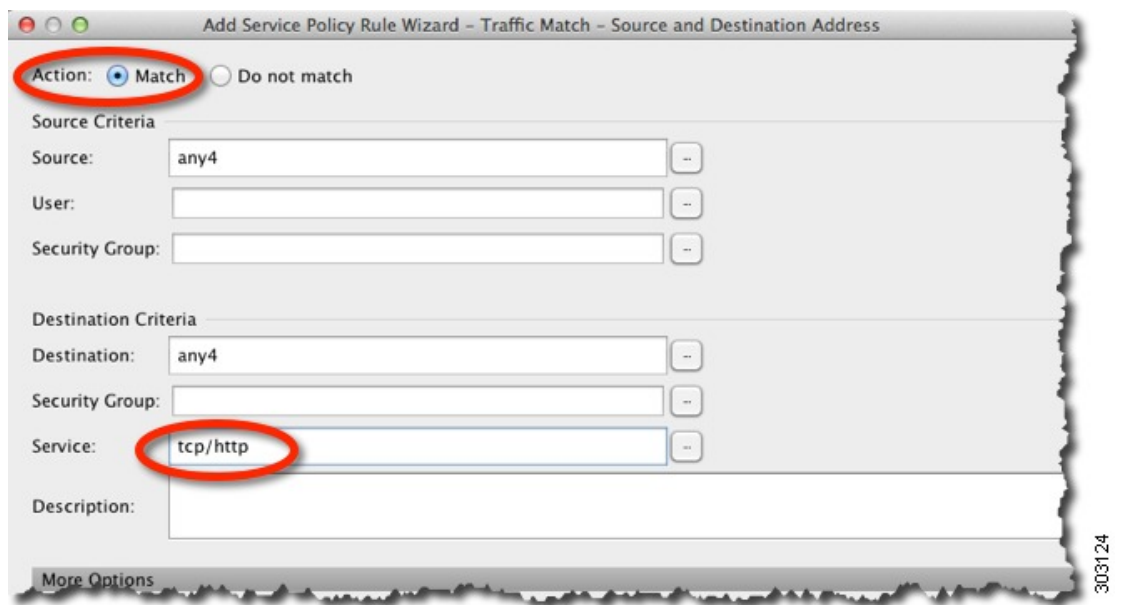 Add Service Policy Rule Wizard – Traffic Match – Source and Destination Address
Action: Match Do not match
Source Criteria
Source: any4 ...
User: ...
Security Group: ...
Destination Criteria
Destination: any4 ...
Security Group: ...
Service: tcp/http ...
Description:
More Options
303124